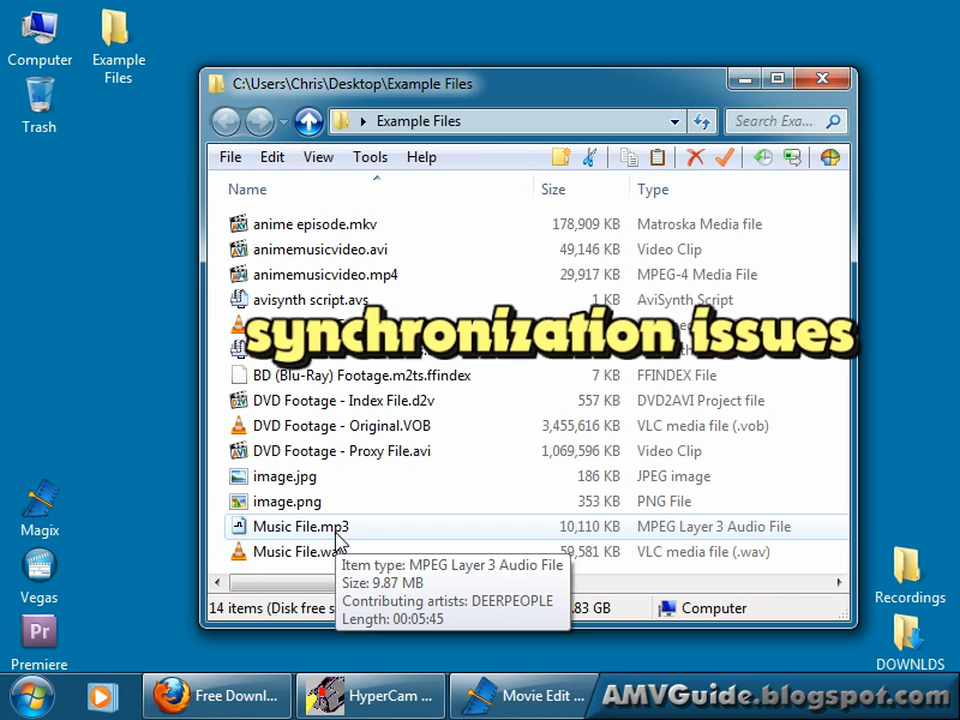 Computer
Example Files
Trash
C:\Users\Chris\Desktop\Example Files
Example Files
Search Exa...
File Edit View Tools Help
Name Size Type
anime episode.mkv 178,909 KB Matroska Media file
animemusicvideo.avi 49,146 KB Video Clip
animemusicvideo.mp4 29,917 KB MPEG-4 Media File
avisynth script.avs 1 KB AviSynth Script
synchronization issues
BD (Blu-Ray) Footage.m2ts.ffindex 7 KB FFINDEX File
DVD Footage - Index File.d2v 557 KB DVD2AVI Project file
DVD Footage - Original.VOB 3,455,616 KB VLC media file (.vob)
DVD Footage - Proxy File.avi 1,069,596 KB Video Clip
image.jpg 186 KB JPEG image
image.png 353 KB PNG File
Music File.mp3 10,110 KB MPEG Layer 3 Audio File
Music File.wav 59,581 KB VLC media file (.wav)
Item type: MPEG Layer 3 Audio File
Size: 9.87 MB
Contributing artists: DEERPEOPLE
Length: 00:05:45
14 items (Disk free s .83 GB Computer
Magix
Vegas
Pr
Premiere
Recordings
DOWNLDS
Free Downl... HyperCam ... Movie Edit ... AMVGuide.blogspot.com